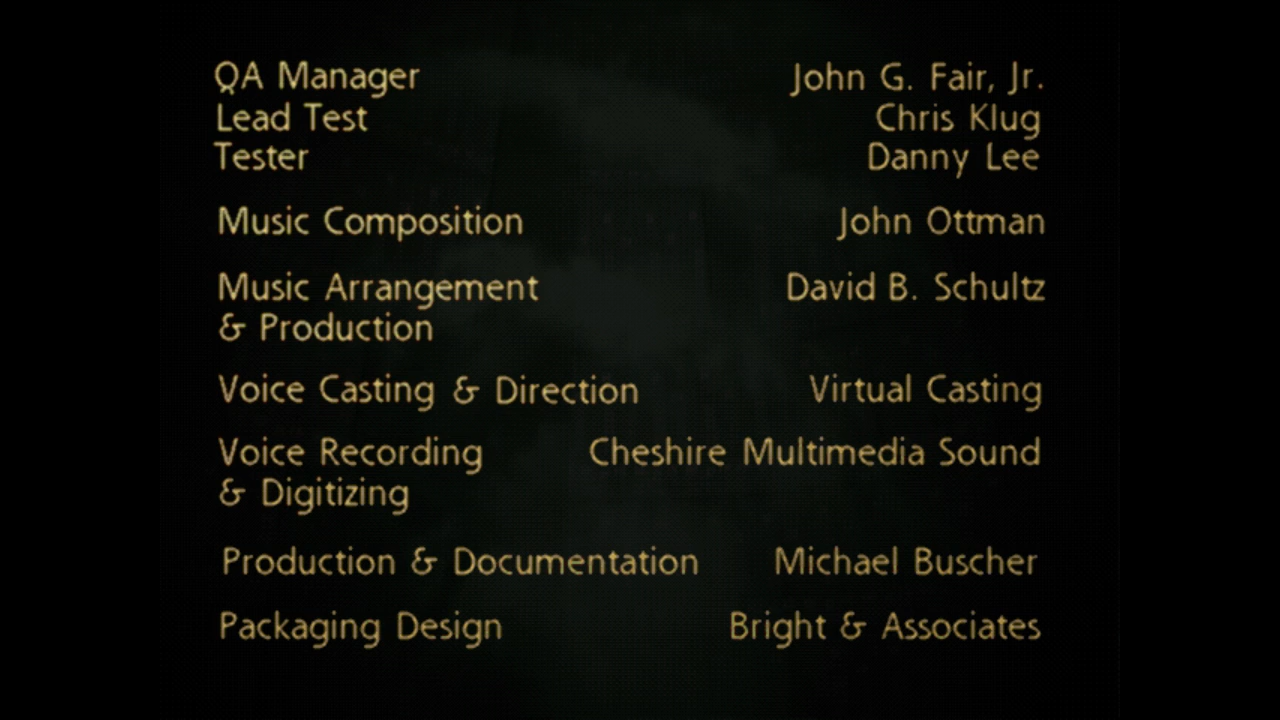 QA Manager John G. Fair, Jr.
Lead Test Chris Klug
Tester Danny Lee
Music Composition John Ottman
Music Arrangement David B. Schultz
& Production
Voice Casting & Direction Virtual Casting
Voice Recording Cheshire Multimedia Sound
& Digitizing
Production & Documentation Michael Buscher
Packaging Design Bright & Associates